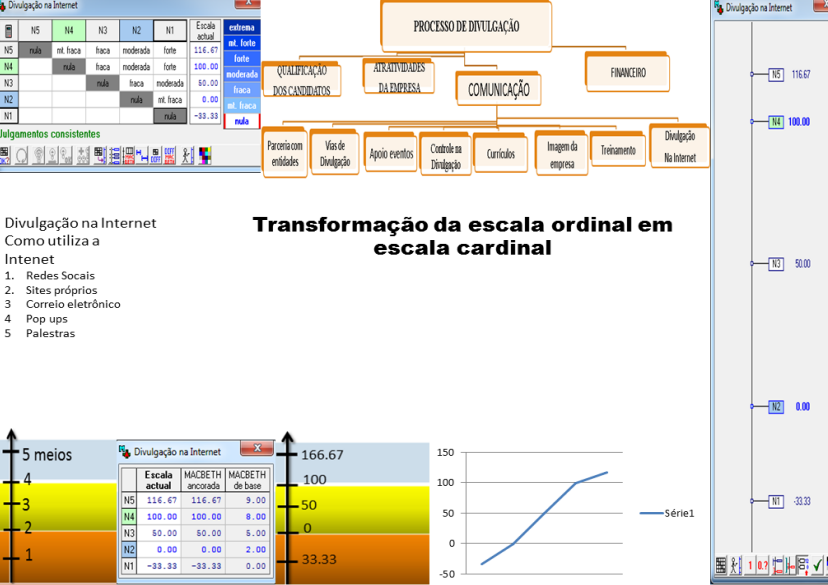 Divulgação na Internet
N5 N4 N3 N2 N1 Escala actual
N5 nula mt. fraca fraca moderada forte 116.67
N4 nula fraca moderada forte 100.00
N3 nula fraca moderada 50.00
N2 nula mt. fraca 0.00
N1 nula -33.33
extrema
mt. forte
forte
moderada
fraca
mt. fraca
nula
Julgamentos consistentes
PROCESSO DE DIVULGAÇÃO
QUALIFICAÇÃO
DOS CANDIDATOS
ATRATIVIDADES
DA EMPRESA
COMUNICAÇÃO
FINANCEIRO
Parceria com
entidades
Vias de
Divulgação
Apoio eventos
Controle na
Divulgação
Currículos
Imagem da
empresa
Treinamento
Divulgação
Na Internet
Divulgação na Internet
N5 116.67
N4 100.00
N3 50.00
N2 0.00
N1 -33.33
Divulgação na Internet
Como utiliza a
Intenet
1. Redes Socais
2. Sites próprios
3 Correio eletrônico
4 Pop ups
5 Palestras
Transformação da escala ordinal em
escala cardinal
5 meios
4
3
2
1
Divulgação na Internet
Escala actual MACBETH ancorada MACBETH de base
N5 116.67 116.67 9.00
N4 100.00 100.00 8.00
N3 50.00 50.00 5.00
N2 0.00 0.00 2.00
N1 -33.33 -33.33 0.00
166.67
100
50
0
33.33
150
100
50
0
-50
Série1